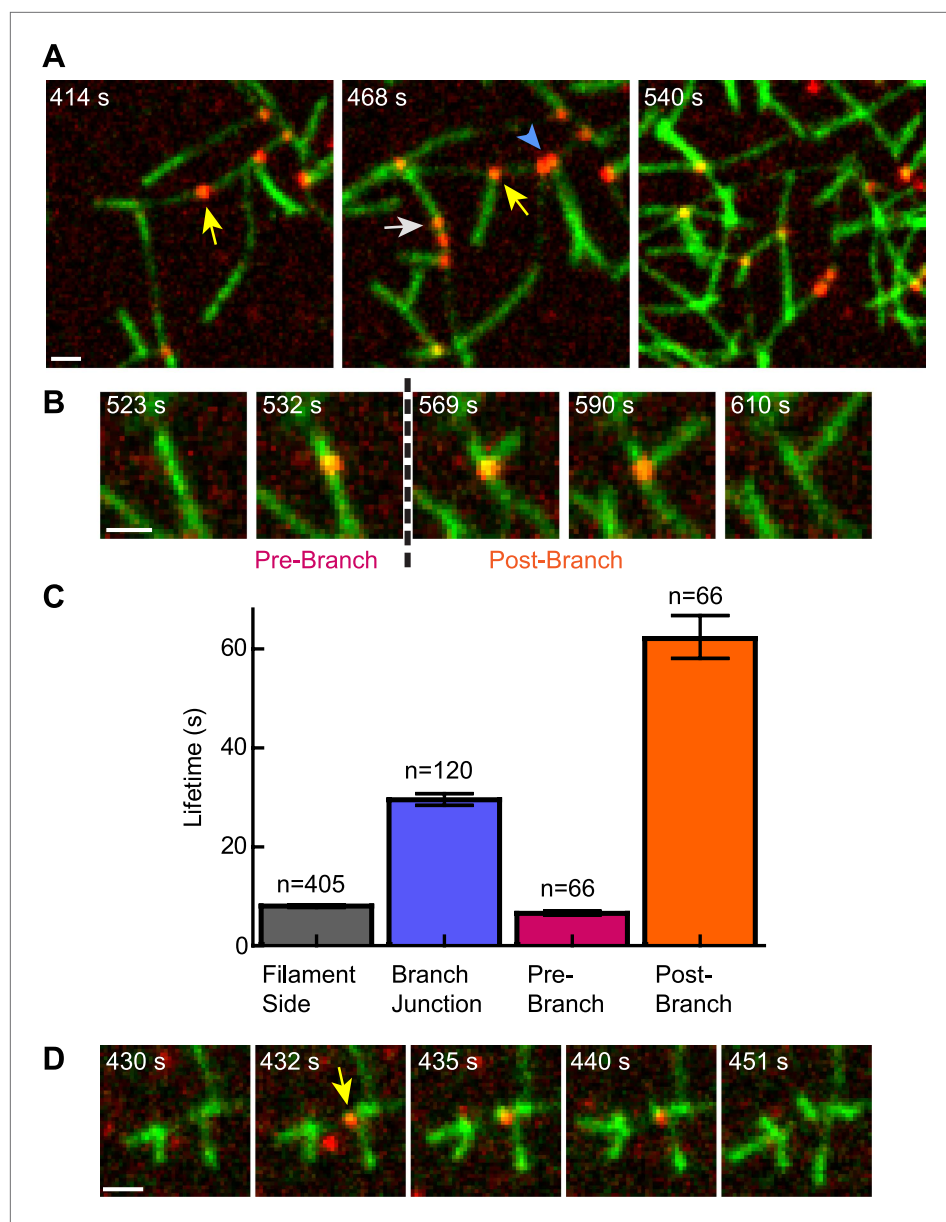 A
414 s
468 s
540 s
B
523 s
532 s
569 s
590 s
610 s
Pre-Branch
Post-Branch
C
Lifetime (s)
60
40
20
0
n=405
n=120
n=66
n=66
Filament
Side
Branch
Junction
Pre-
Branch
Post-
Branch
D
430 s
432 s
435 s
440 s
451 s